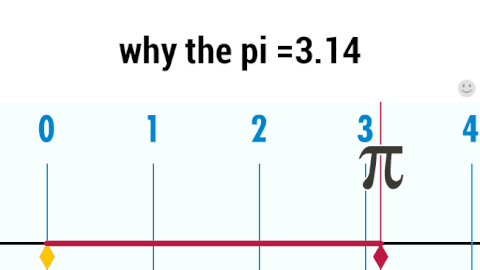 why the pi =3.14
0 1 2 3 4
π